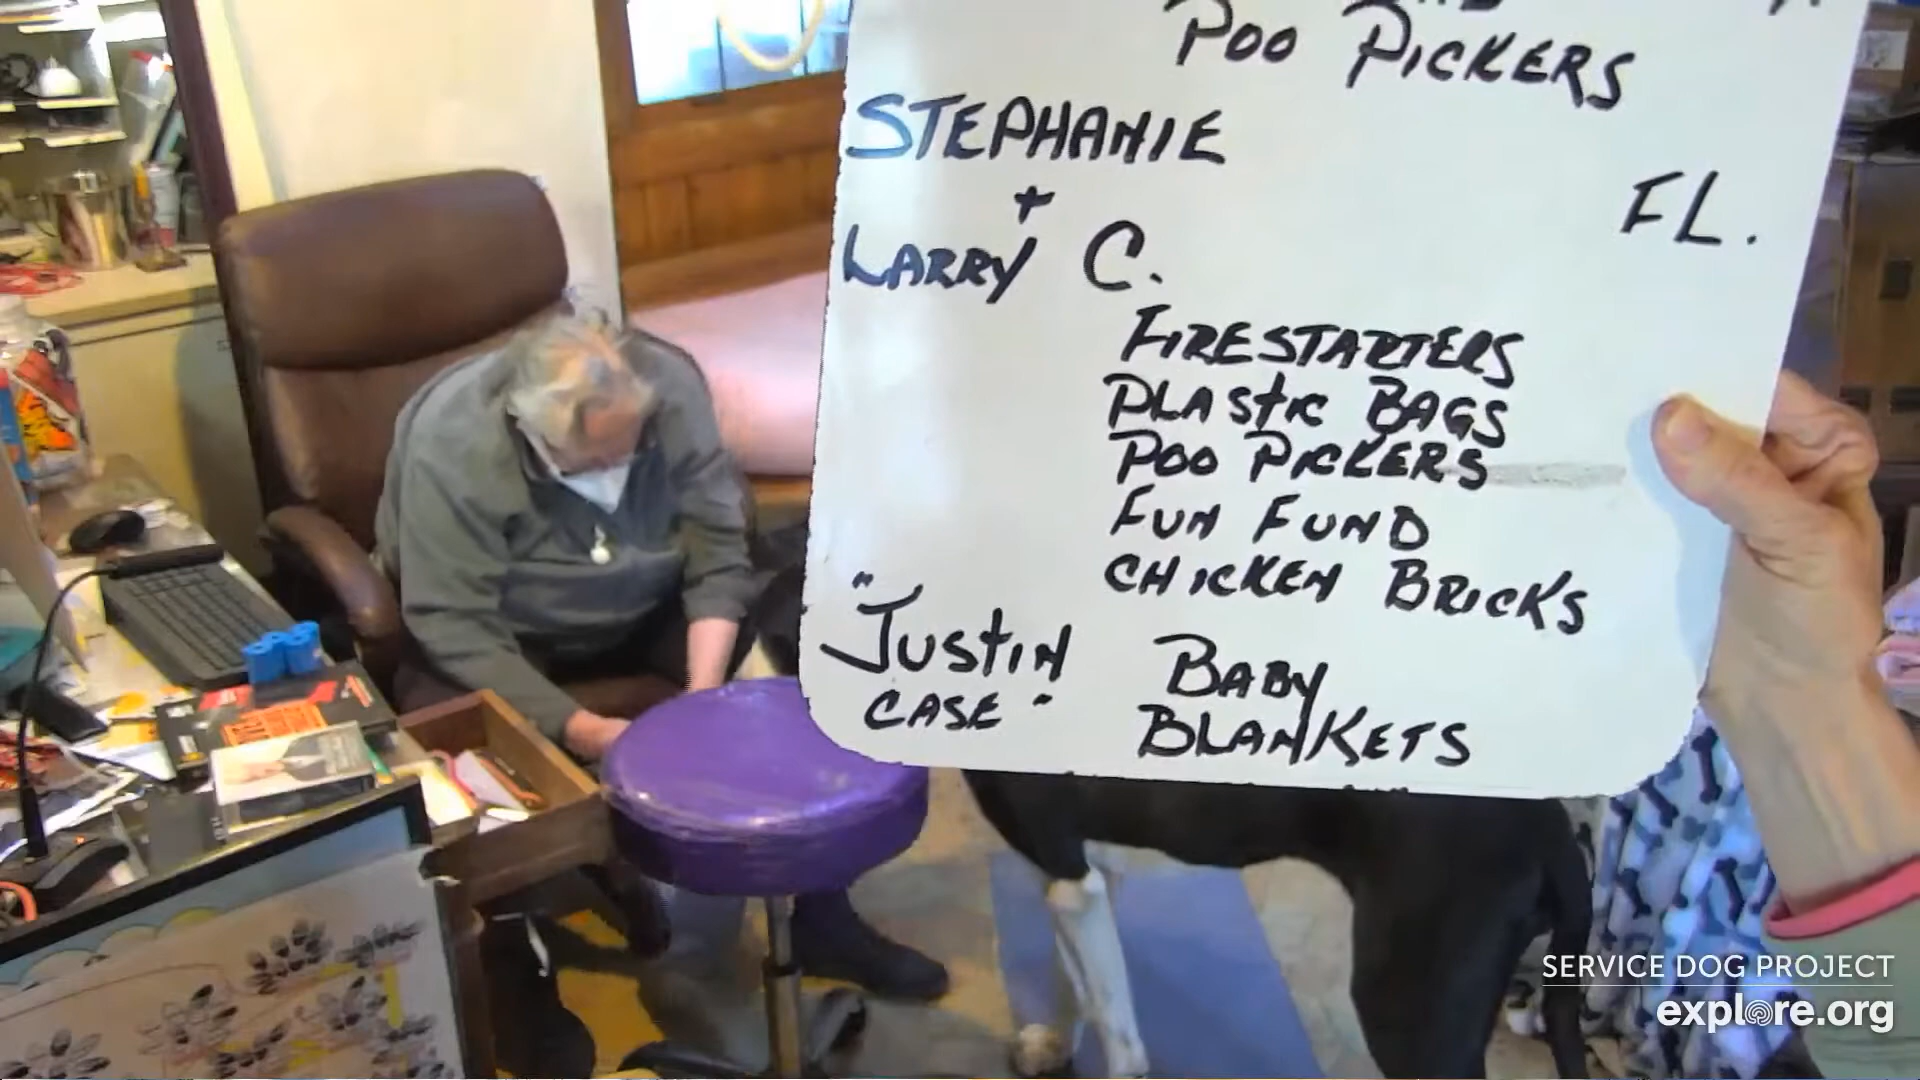 POO PICKERS
STEPHANIE
+
LARRY C.
FL.
FIRESTARTERS
PLASTIC BAGS
POO PICKERS
FUN FUND
CHICKEN BRICKS
"JUSTIN CASE" BABY BLANKETS
SERVICE DOG PROJECT
explore.org